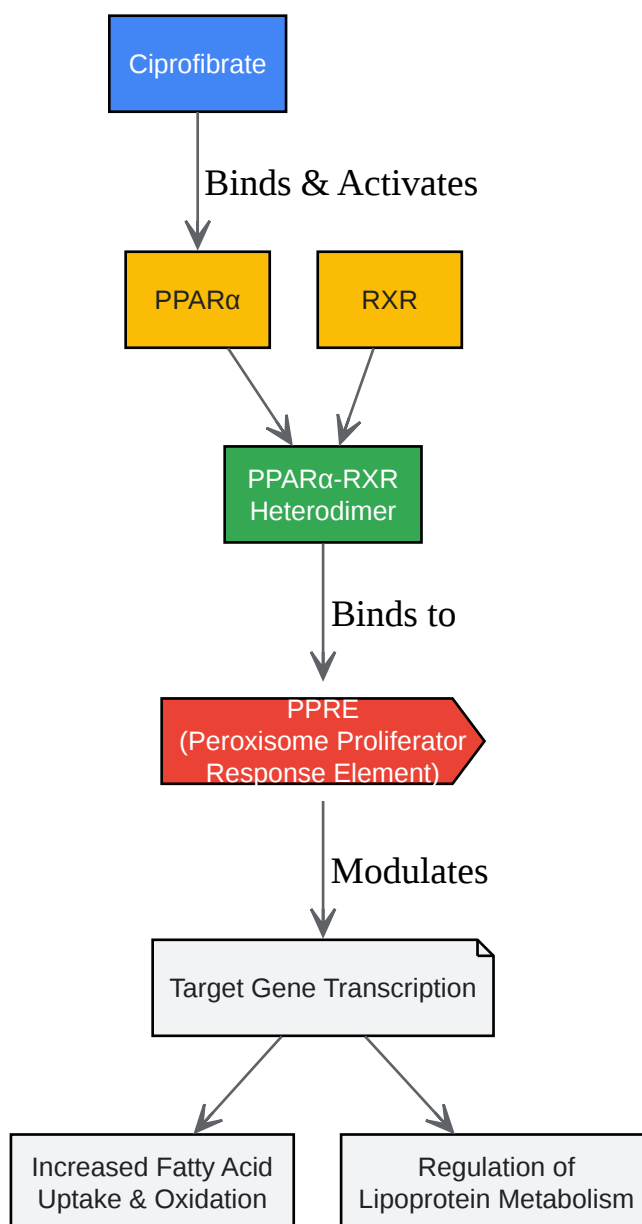 Ciprofibrate
Binds & Activates
PPARα
RXR
PPARα-RXR
Heterodimer
Binds to
PPRE
(Peroxisome Proliferator
Response Element)
Modulates
Target Gene Transcription
Increased Fatty Acid
Uptake & Oxidation
Regulation of
Lipoprotein Metabolism